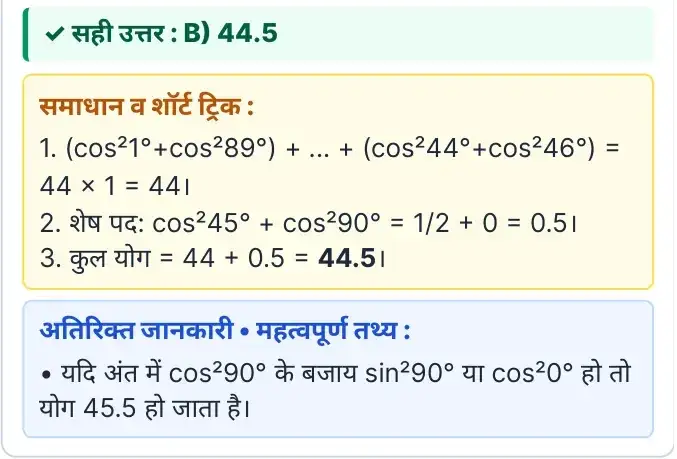 ✓ सही उत्तर : B) 44.5
समाधान व शॉर्ट ट्रिक :
1. (cos²1°+cos²89°) + ... + (cos²44°+cos²46°) =
44 × 1 = 44।
2. शेष पद: cos²45° + cos²90° = 1/2 + 0 = 0.5।
3. कुल योग = 44 + 0.5 = 44.5।
अतिरिक्त जानकारी • महत्वपूर्ण तथ्य :
• यदि अंत में cos²90° के बजाय sin²90° या cos²0° हो तो
योग 45.5 हो जाता है।